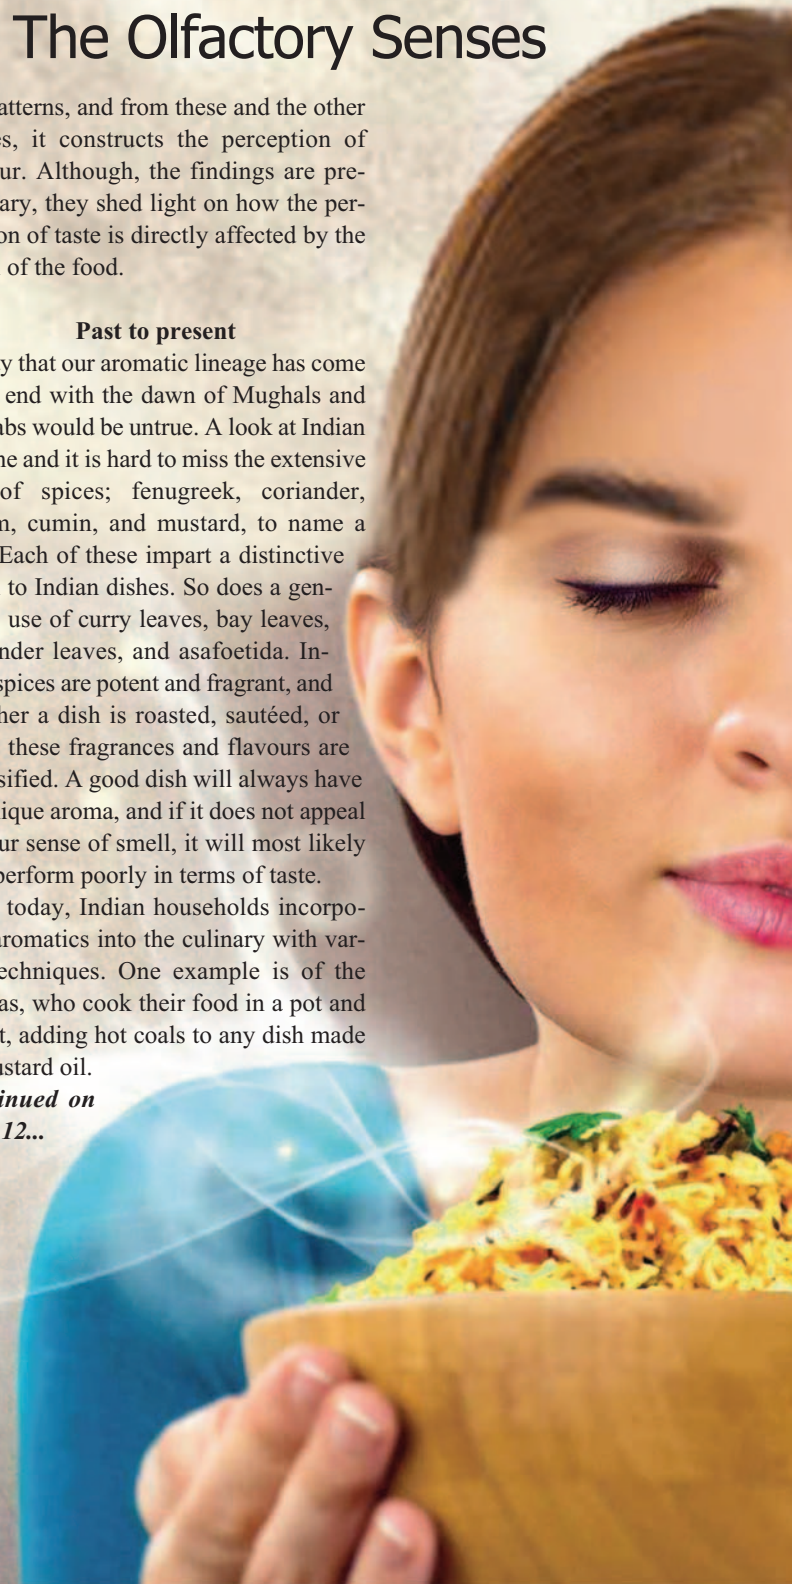 The Olfactory Senses
atterns, and from these and the other
s, it constructs the perception of
ur. Although, the findings are pre-
ary, they shed light on how the per-
on of taste is directly affected by the
of the food.
Past to present
y that our aromatic lineage has come
end with the dawn of Mughals and
abs would be untrue. A look at Indian
ne and it is hard to miss the extensive
of spices; fenugreek, coriander,
n, cumin, and mustard, to name a
Each of these impart a distinctive
to Indian dishes. So does a gen-
use of curry leaves, bay leaves,
nder leaves, and asafoetida. In-
spices are potent and fragrant, and
her a dish is roasted, sautéed, or
these fragrances and flavours are
sified. A good dish will always have
ique aroma, and if it does not appeal
ur sense of smell, it will most likely
perform poorly in terms of taste.
today, Indian households incorpo-
aromatics into the culinary with var-
echniques. One example is of the
as, who cook their food in a pot and
t, adding hot coals to any dish made
ustard oil.
inued on
12...